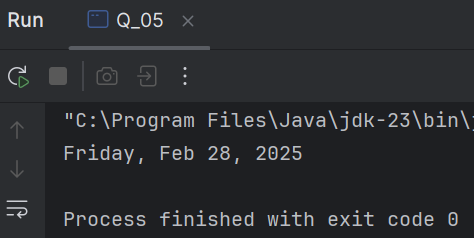 Run Q_05
"C:\Program Files\Java\jdk-23\bin\
Friday, Feb 28, 2025
Process finished with exit code 0